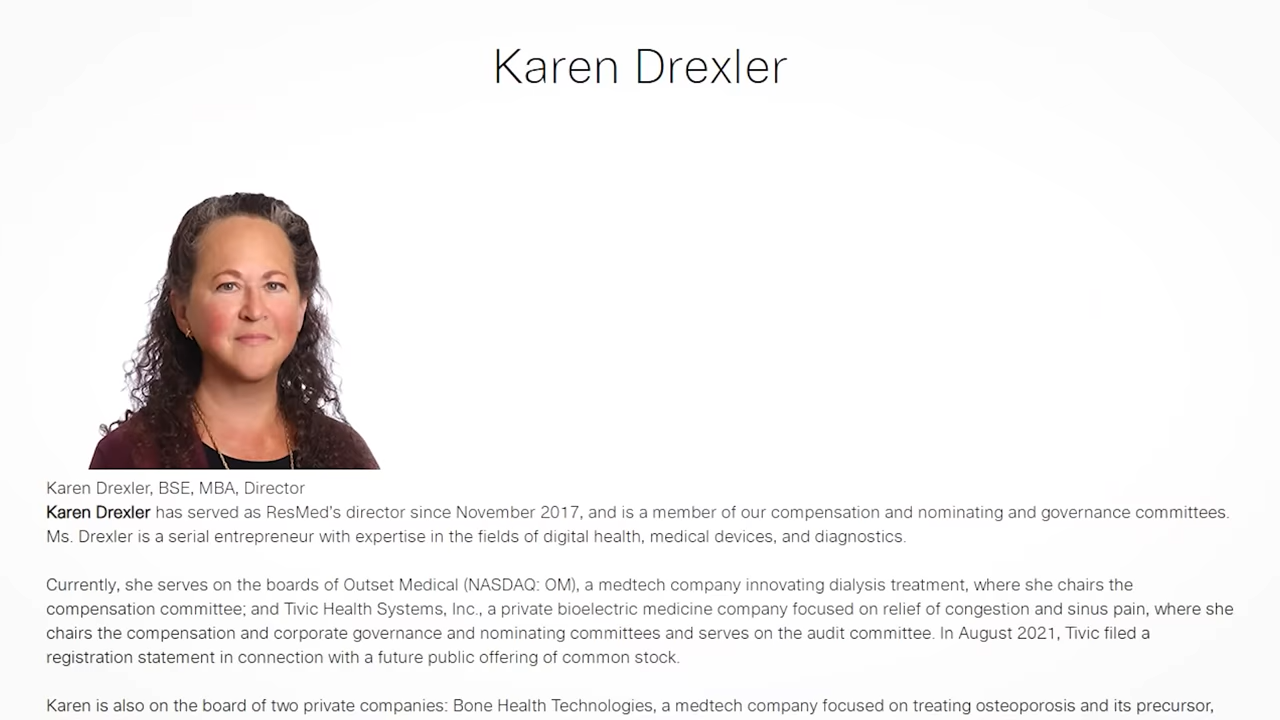 Karen Drexler
Karen Drexler, BSE, MBA, Director
Karen Drexler has served as ResMed's director since November 2017, and is a member of our compensation and nominating and governance committees.
Ms. Drexler is a serial entrepreneur with expertise in the fields of digital health, medical devices, and diagnostics.
Currently, she serves on the boards of Outset Medical (NASDAQ: OM), a medtech company innovating dialysis treatment, where she chairs the
compensation committee; and Tivic Health Systems, Inc., a private bioelectric medicine company focused on relief of congestion and sinus pain, where she
chairs the compensation and corporate governance and nominating committees and serves on the audit committee. In August 2021, Tivic filed a
registration statement in connection with a future public offering of common stock.
Karen is also on the board of two private companies: Bone Health Technologies, a medtech company focused on treating osteoporosis and its precursor,